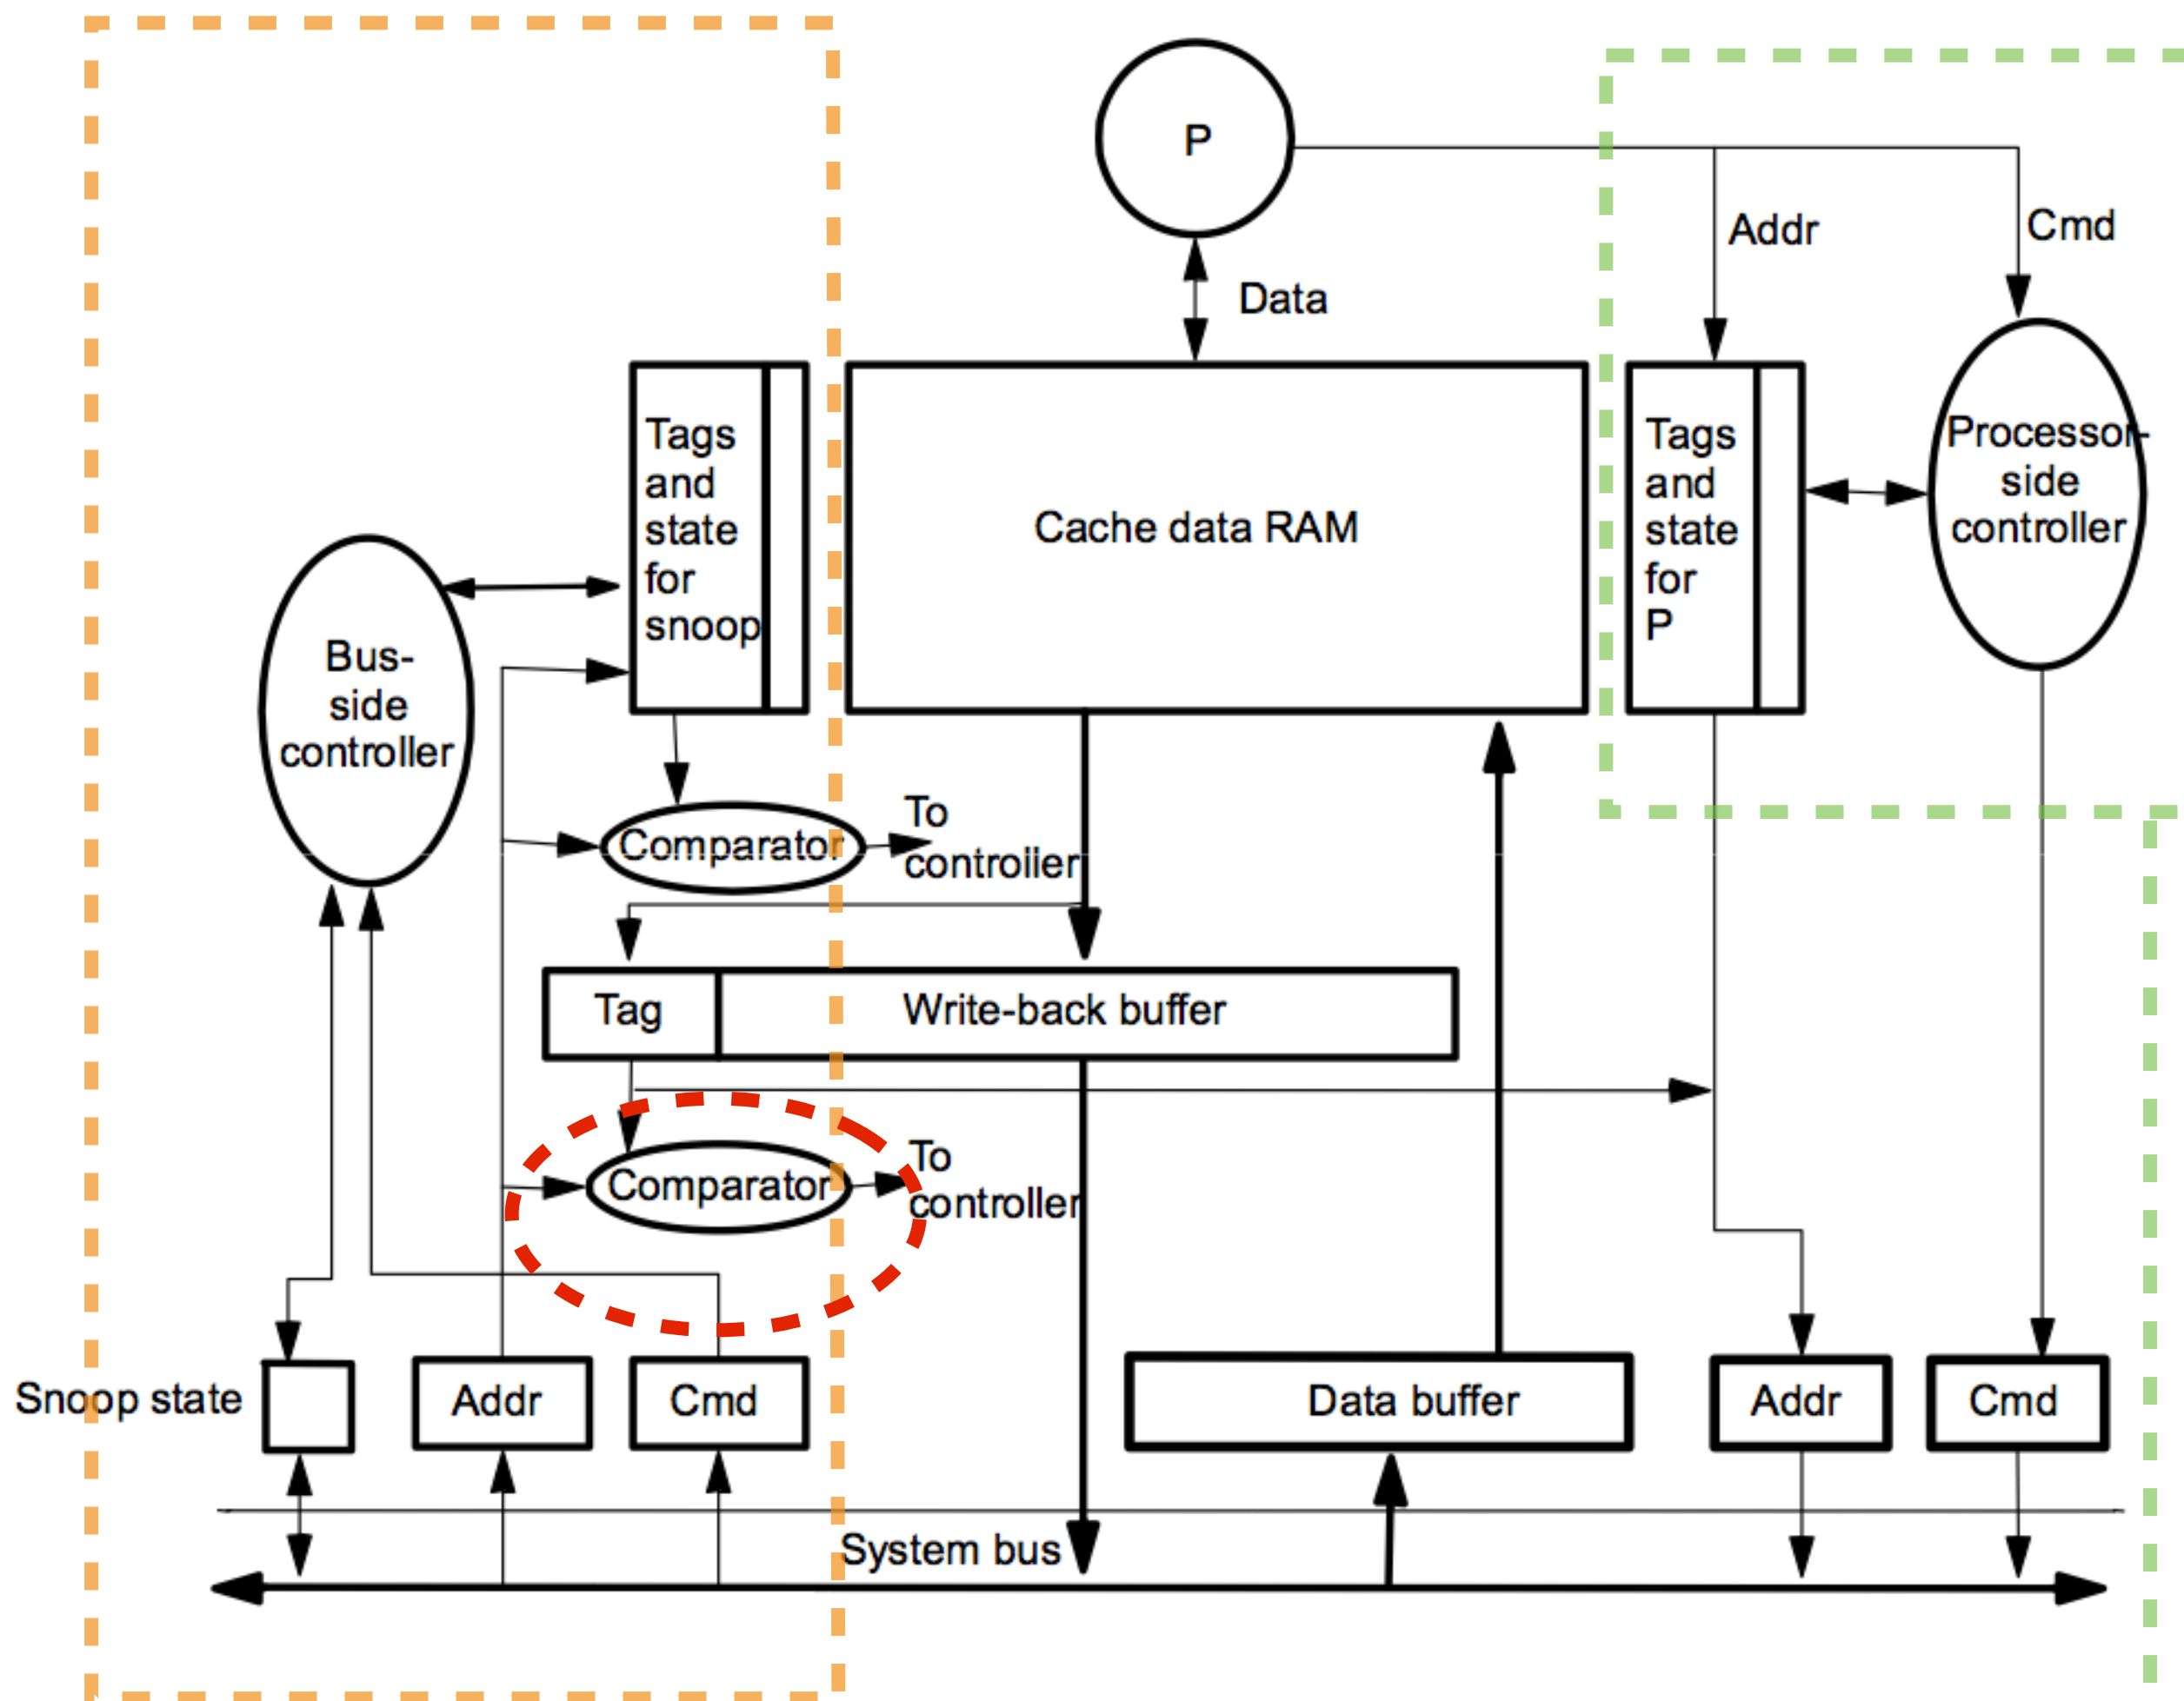 P
Addr
Cmd
Data
Tags
and
state
for
snoop
Cache data RAM
Tags
and
state
for
P
Processor-
side
controller
Bus-
side
controller
Comparator
To
controller
Tag
Write-back buffer
Comparator
To
controller
Snoop state
Addr
Cmd
Data buffer
Addr
Cmd
System bus